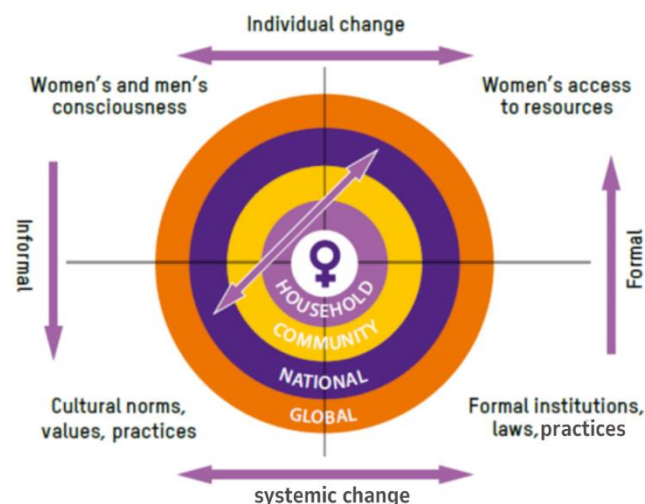 Individual change
Women's and men's
consciousness
Women's access
to resources
Informal
Formal
HOUSEHOLD
COMMUNITY
NATIONAL
GLOBAL
Cultural norms,
values, practices
Formal institutions,
laws,practices
systemic change